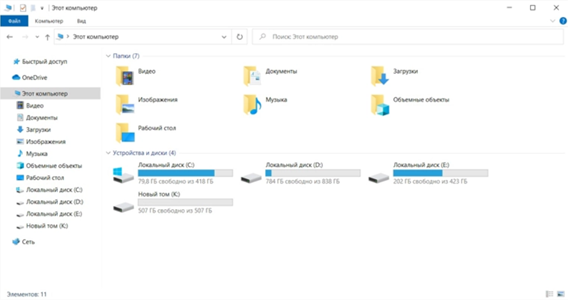 Этот компьютер
Файл Компьютер Вид
Этот компьютер
Поиск: Этот компьютер
Быстрый доступ
OneDrive
Этот компьютер
Видео
Документы
Загрузки
Изображения
Музыка
Объемные объекты
Рабочий стол
Локальный диск (C:)
Локальный диск (D:)
Локальный диск (E:)
Новый том (K:)
Сеть
Папки (7)
Видео
Документы
Загрузки
Изображения
Музыка
Объемные объекты
Рабочий стол
Устройства и диски (4)
Локальный диск (C:)
79,8 ГБ свободно из 418 ГБ
Локальный диск (D:)
784 ГБ свободно из 838 ГБ
Локальный диск (E:)
202 ГБ свободно из 423 ГБ
Новый том (K:)
507 ГБ свободно из 507 ГБ
Элементов: 11